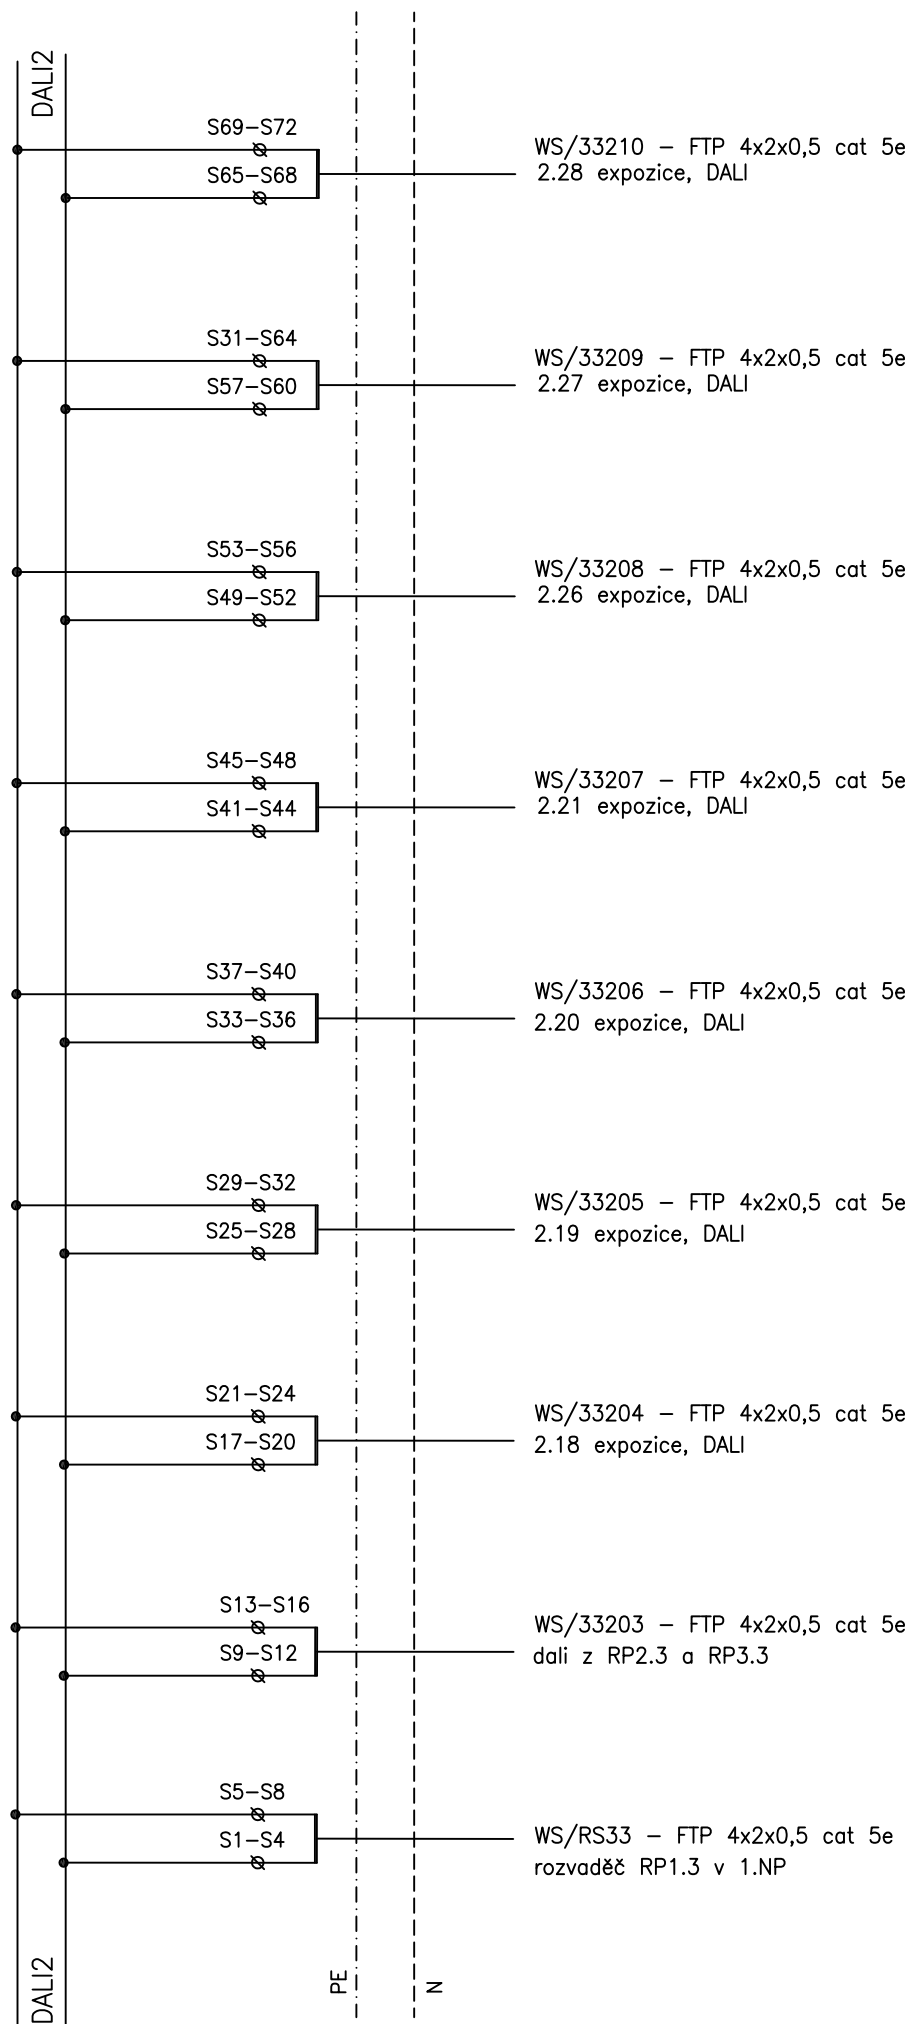 DALI2
S69-S72
S65-S68
WS/33210 - FTP 4x2x0,5 cat 5e
2.28 expozice, DALI
S31-S64
S57-S60
WS/33209 - FTP 4x2x0,5 cat 5e
2.27 expozice, DALI
S53-S56
S49-S52
WS/33208 - FTP 4x2x0,5 cat 5e
2.26 expozice, DALI
S45-S48
S41-S44
WS/33207 - FTP 4x2x0,5 cat 5e
2.21 expozice, DALI
S37-S40
S33-S36
WS/33206 - FTP 4x2x0,5 cat 5e
2.20 expozice, DALI
S29-S32
S25-S28
WS/33205 - FTP 4x2x0,5 cat 5e
2.19 expozice, DALI
S21-S24
S17-S20
WS/33204 - FTP 4x2x0,5 cat 5e
2.18 expozice, DALI
S13-S16
S9-S12
WS/33203 - FTP 4x2x0,5 cat 5e
dali z RP2.3 a RP3.3
S5-S8
S1-S4
WS/RS33 - FTP 4x2x0,5 cat 5e
rozvaděč RP1.3 v 1.NP
DALI2
PE
N